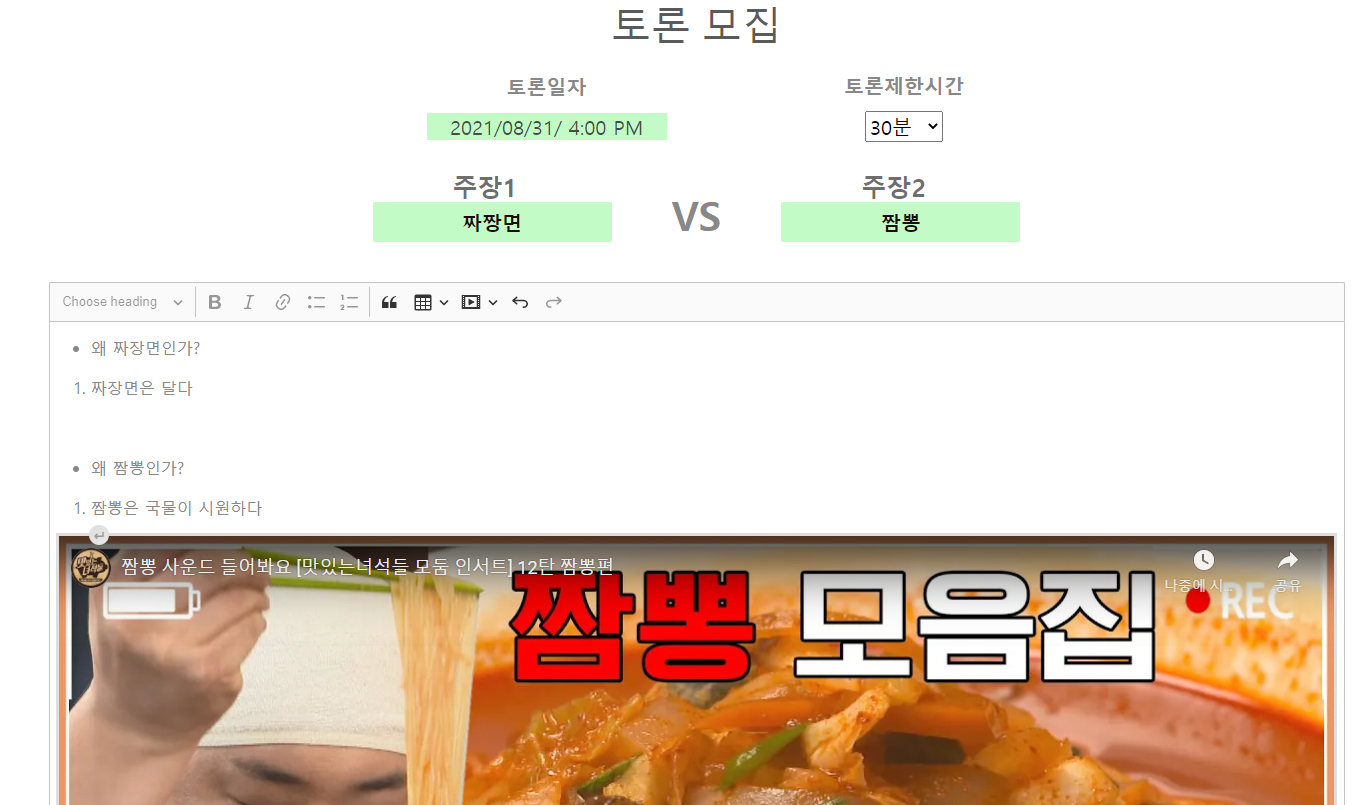 토론 모집
토론일자
토론제한시간
2021/08/31/ 4:00 PM
30분
주장1
주장2
짜짱면
VS
짬뽕
Choose heading
• 왜 짜장면인가?
1. 짜장면은 달다
• 왜 짬뽕인가?
1. 짬뽕은 국물이 시원하다
짬뽕 사운드 들어봐요 [맛있는녀석들 모둠 인서트] 12탄 짬뽕편
나중에 시...
공유
짬뽕 모음집
REC